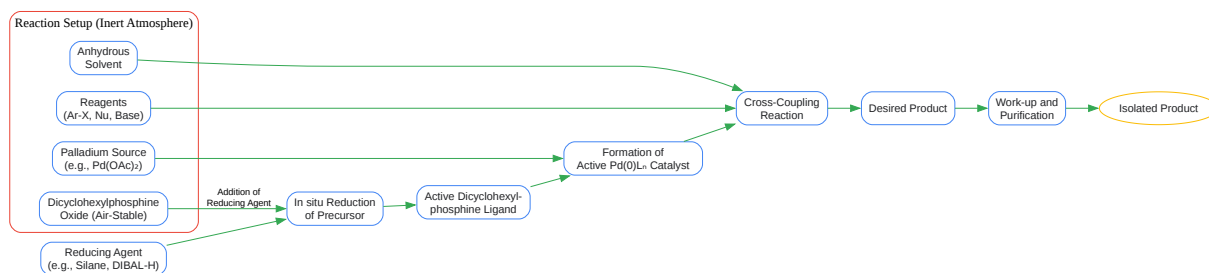 Reaction Setup (Inert Atmosphere)
Anhydrous
Solvent
Reagents
(Ar-X, Nu, Base)
Palladium Source
(e.g., Pd(OAc)₂)
Dicyclohexylphosphine
Oxide (Air-Stable)
Reducing Agent
(e.g., Silane, DIBAL-H)
Addition of
Reducing Agent
In situ Reduction
of Precursor
Active Dicyclohexyl-
phosphine Ligand
Formation of
Active Pd(0)Lₙ Catalyst
Cross-Coupling
Reaction
Desired Product
Work-up and
Purification
Isolated Product